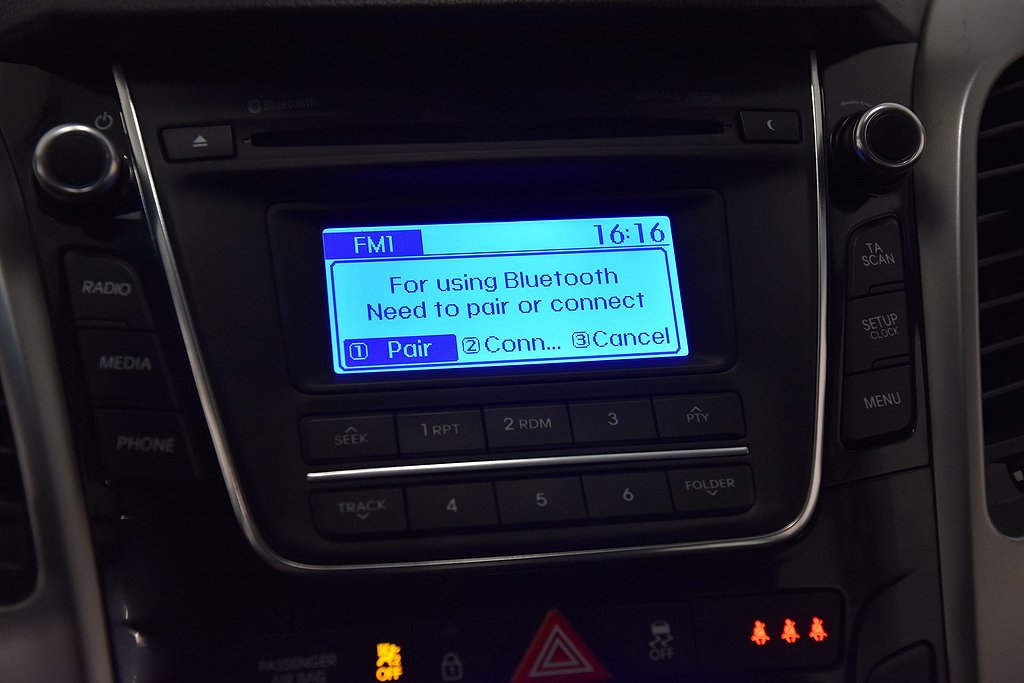 Bluetooth
FM1 16:16
For using Bluetooth
Need to pair or connect
1 Pair 2 Conn... 3 Cancel
RADIO
MEDIA
PHONE
TA
SCAN
SETUP
CLOCK
MENU
SEEK 1 RPT 2 RDM 3 PTY
TRACK 4 5 6 FOLDER
PASSENGER
AIR BAG
OFF
OFF